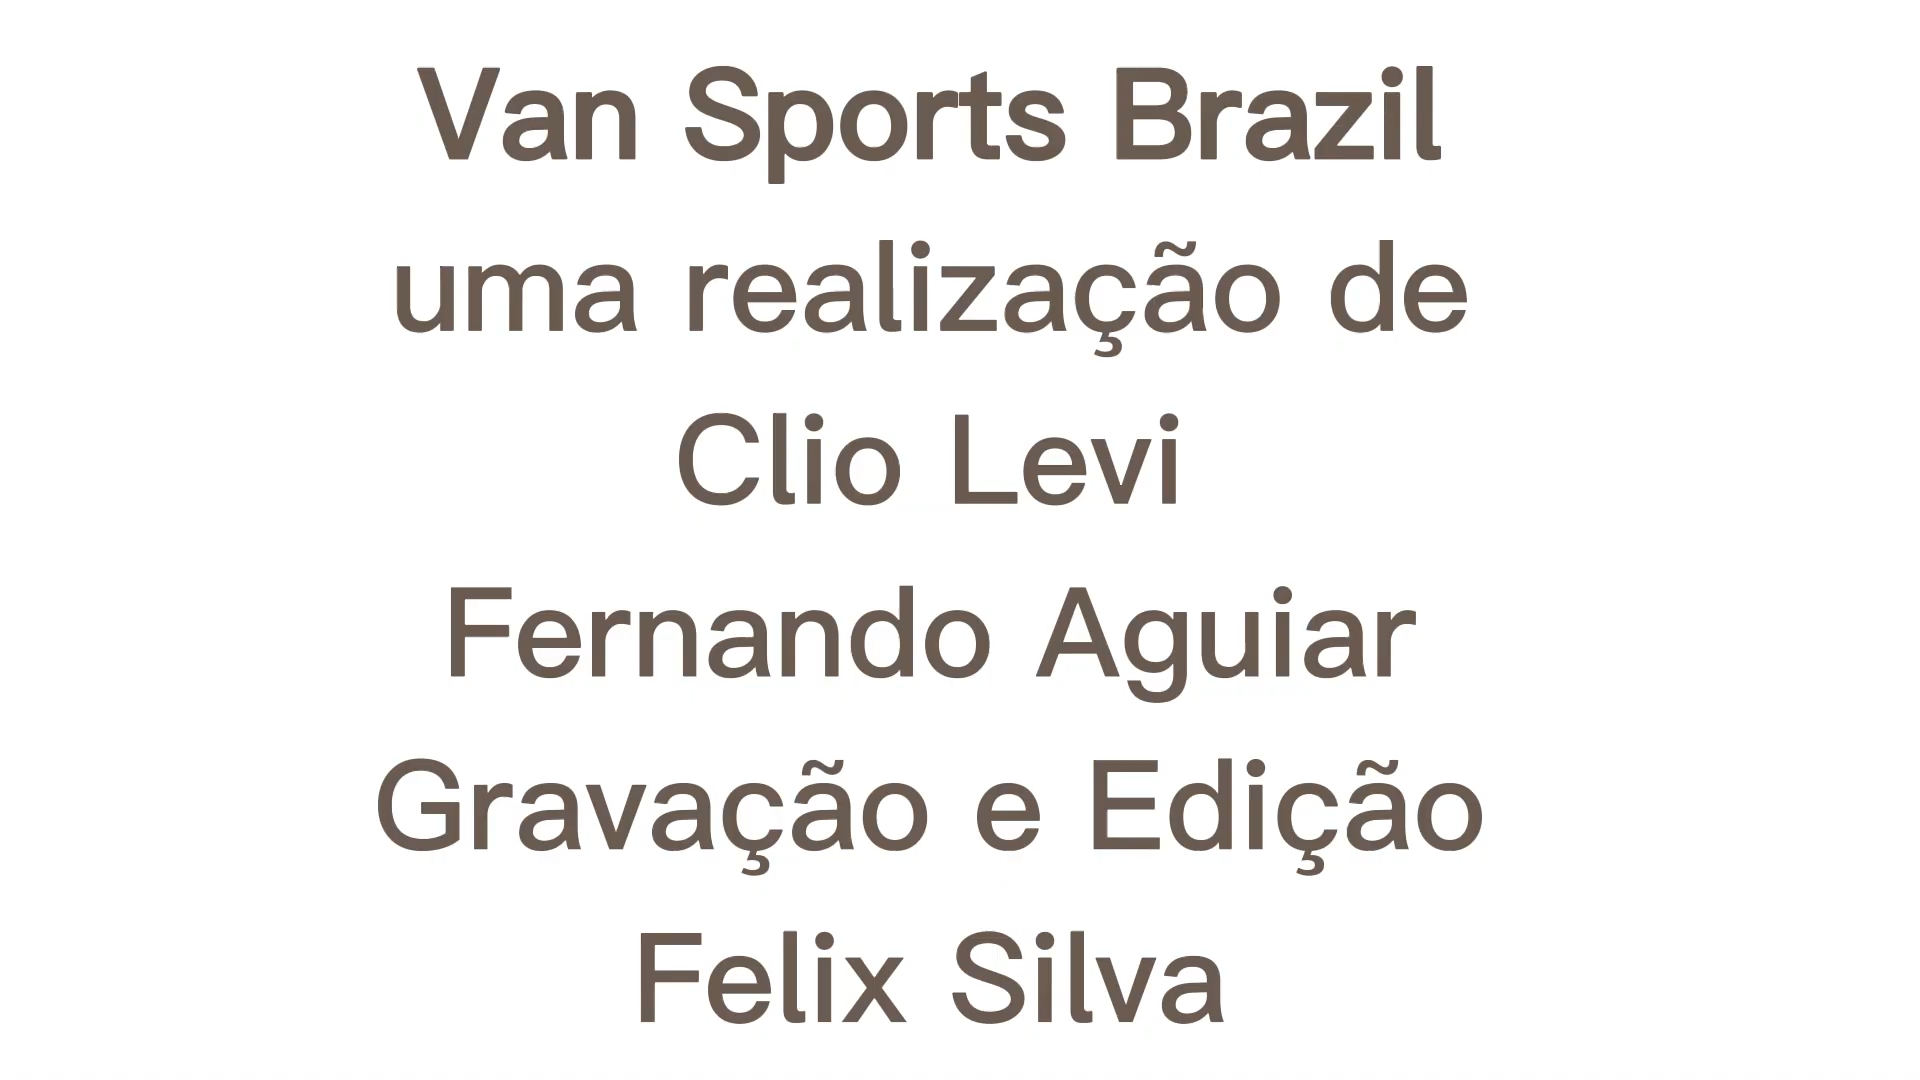 Van Sports Brazil
uma realização de
Clio Levi
Fernando Aguiar
Gravação e Edição
Felix Silva